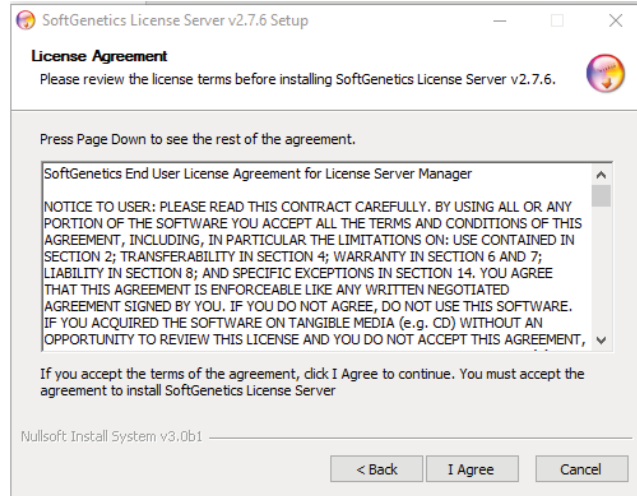 SoftGenetics License Server v2.7.6 Setup
License Agreement
Please review the license terms before installing SoftGenetics License Server v2.7.6.
Press Page Down to see the rest of the agreement.
SoftGenetics End User License Agreement for License Server Manager
NOTICE TO USER: PLEASE READ THIS CONTRACT CAREFULLY. BY USING ALL OR ANY
PORTION OF THE SOFTWARE YOU ACCEPT ALL THE TERMS AND CONDITIONS OF THIS
AGREEMENT, INCLUDING, IN PARTICULAR THE LIMITATIONS ON: USE CONTAINED IN
SECTION 2; TRANSFERABILITY IN SECTION 4; WARRANTY IN SECTION 6 AND 7;
LIABILITY IN SECTION 8; AND SPECIFIC EXCEPTIONS IN SECTION 14. YOU AGREE
THAT THIS AGREEMENT IS ENFORCEABLE LIKE ANY WRITTEN NEGOTIATED
AGREEMENT SIGNED BY YOU. IF YOU DO NOT AGREE, DO NOT USE THIS SOFTWARE.
IF YOU ACQUIRED THE SOFTWARE ON TANGIBLE MEDIA (e.g. CD) WITHOUT AN
OPPORTUNITY TO REVIEW THIS LICENSE AND YOU DO NOT ACCEPT THIS AGREEMENT,
If you accept the terms of the agreement, click I Agree to continue. You must accept the
agreement to install SoftGenetics License Server
Nullsoft Install System v3.0b1
< Back
I Agree
Cancel